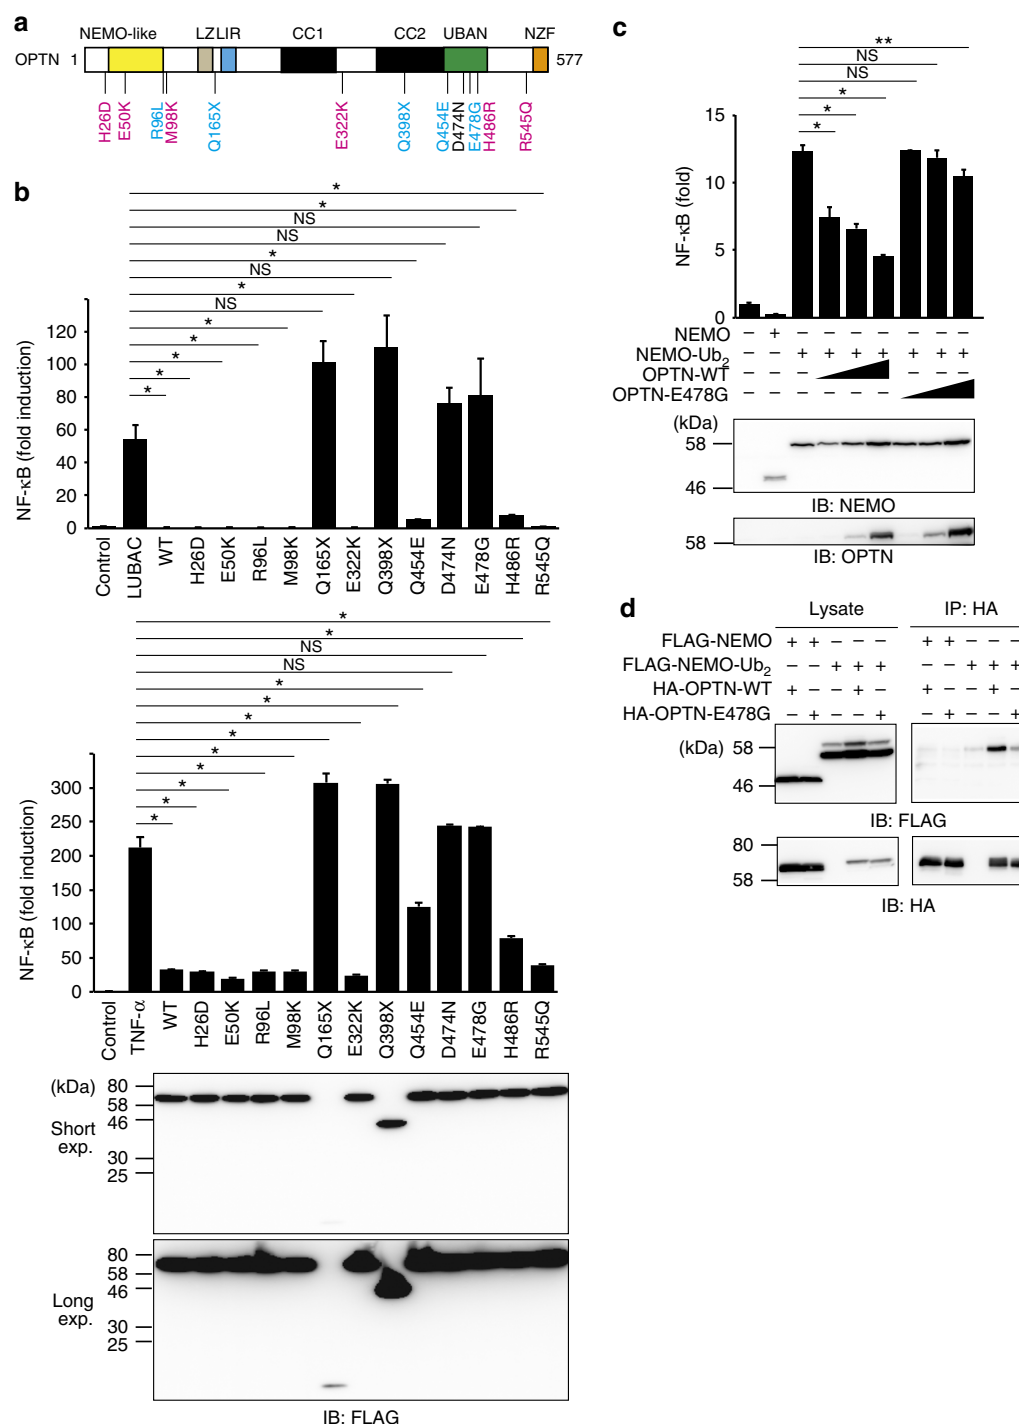 a
NEMO-like LZ LIR CC1 CC2 UBAN NZF
OPTN 1 577
H26D E50K R96L M98K Q165X E322K Q398X Q454E D474N E478G H486R R545Q
b
*
*
NS
NS
*
NS
*
NS
*
*
*
*
*
NF-κB (fold induction)
120
100
80
60
40
20
0
Control LUBAC WT H26D E50K R96L M98K Q165X E322K Q398X Q454E D474N E478G H486R R545Q
*
*
NS
NS
*
*
*
*
*
*
*
*
*
NF-κB (fold induction)
300
250
200
150
100
50
0
Control TNF-α WT H26D E50K R96L M98K Q165X E322K Q398X Q454E D474N E478G H486R R545Q
(kDa)
80
58
46
30
25
Short
exp.
80
58
46
30
25
Long
exp.
IB: FLAG
c
**
NS
NS
*
*
*
NF-κB (fold)
15
10
5
0
NEMO – + – – – – – – –
NEMO-Ub2 – – + + + + + + +
OPTN-WT – – – – – –
OPTN-E478G – – – – – –
(kDa)
58
46
IB: NEMO
58
IB: OPTN
d
Lysate IP: HA
FLAG-NEMO + + – – – + + – – –
FLAG-NEMO-Ub2 – – + + + – – + + +
HA-OPTN-WT + – – + – + – – + –
HA-OPTN-E478G – + – – + – + – – +
(kDa)
58
46
IB: FLAG
80
58
IB: HA